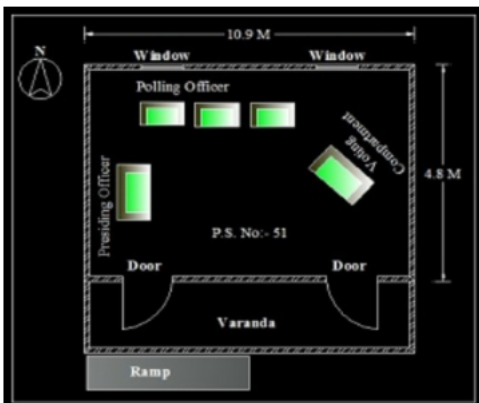 10.9 M
N
Window
Window
Polling Officer
Voting
Compartment
4.8 M
Presiding Officer
P.S. No:- 51
Door
Door
Varanda
Ramp